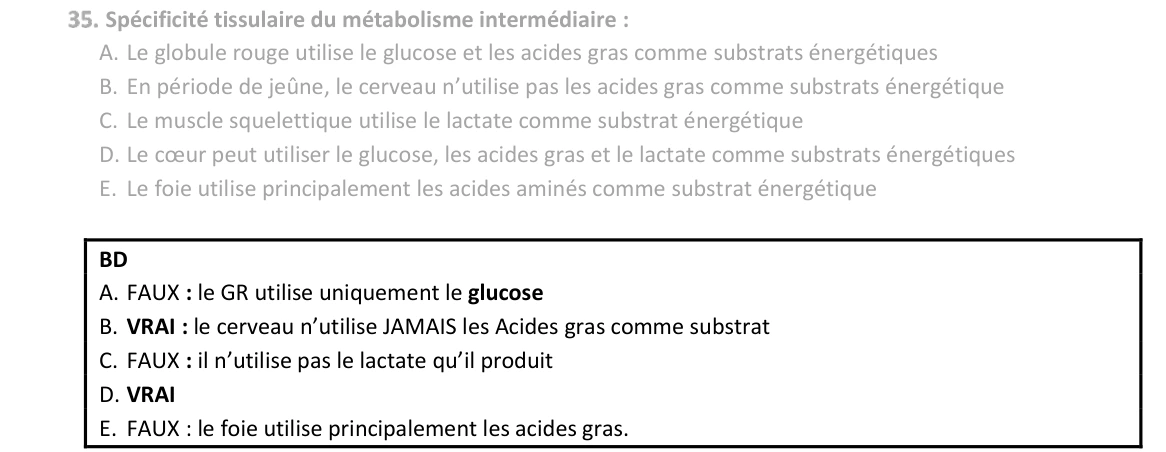 35. Spécificité tissulaire du métabolisme intermédiaire :
A. Le globule rouge utilise le glucose et les acides gras comme substrats énergétiques
B. En période de jeûne, le cerveau n’utilise pas les acides gras comme substrats énergétique
C. Le muscle squelettique utilise le lactate comme substrat énergétique
D. Le cœur peut utiliser le glucose, les acides gras et le lactate comme substrats énergétiques
E. Le foie utilise principalement les acides aminés comme substrat énergétique
BD
A. FAUX : le GR utilise uniquement le glucose
B. VRAI : le cerveau n’utilise JAMAIS les Acides gras comme substrat
C. FAUX : il n’utilise pas le lactate qu’il produit
D. VRAI
E. FAUX : le foie utilise principalement les acides gras.